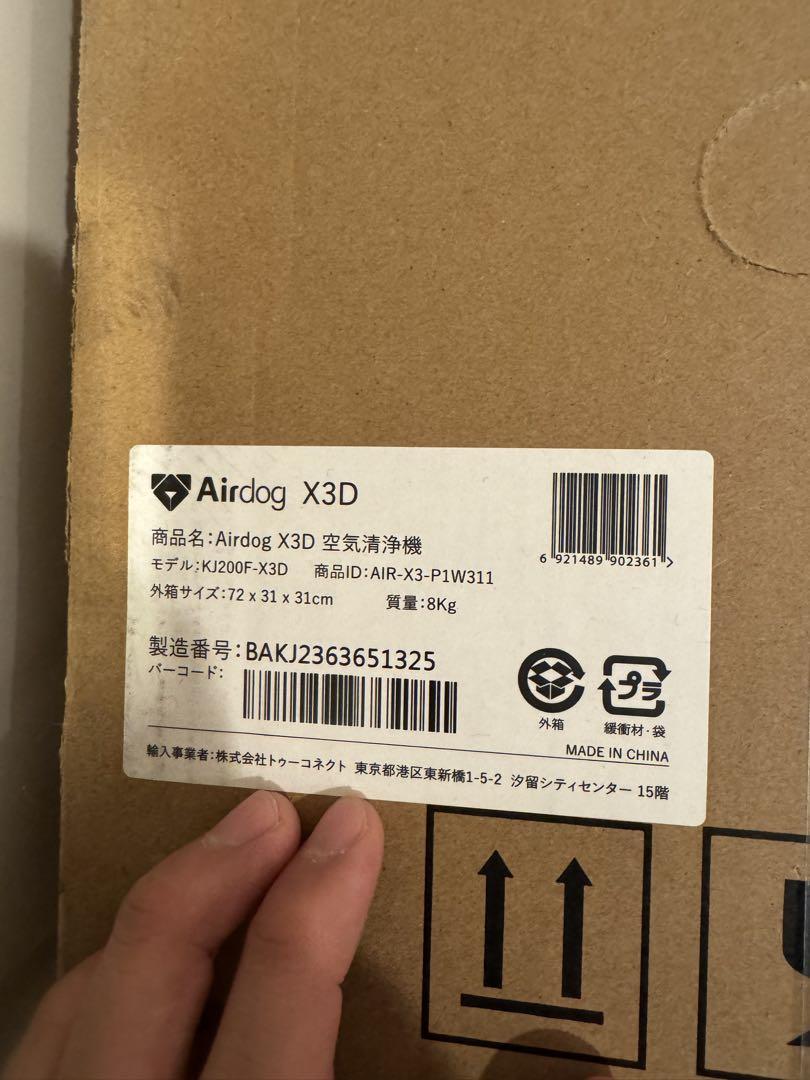 Airdog X3D
商品名:Airdog X3D 空気清浄機
モデル:KJ200F-X3D 商品ID:AIR-X3-P1W311
外箱サイズ:72 x 31 x 31cm 質量:8Kg
6 921489 902361 >
製造番号:BAKJ2363651325
バーコード:
外箱
プラ
緩衝材・袋
MADE IN CHINA
輸入事業者:株式会社トゥーコネクト 東京都港区東新橋1-5-2 汐留シティセンター 15階